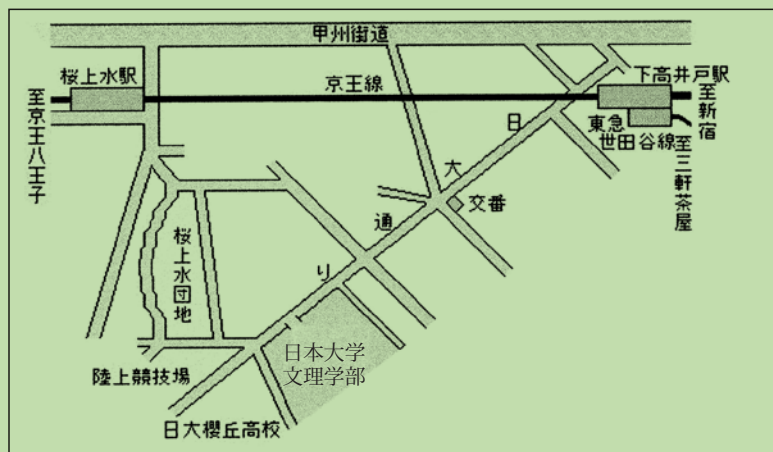 甲州街道
桜上水駅
京王線
下高井戸駅
至京王八王子
至新宿
東急
世田谷線
至三軒茶屋
日大通り
交番
桜上水団地
日本大学
文理学部
陸上競技場
日大櫻丘高校